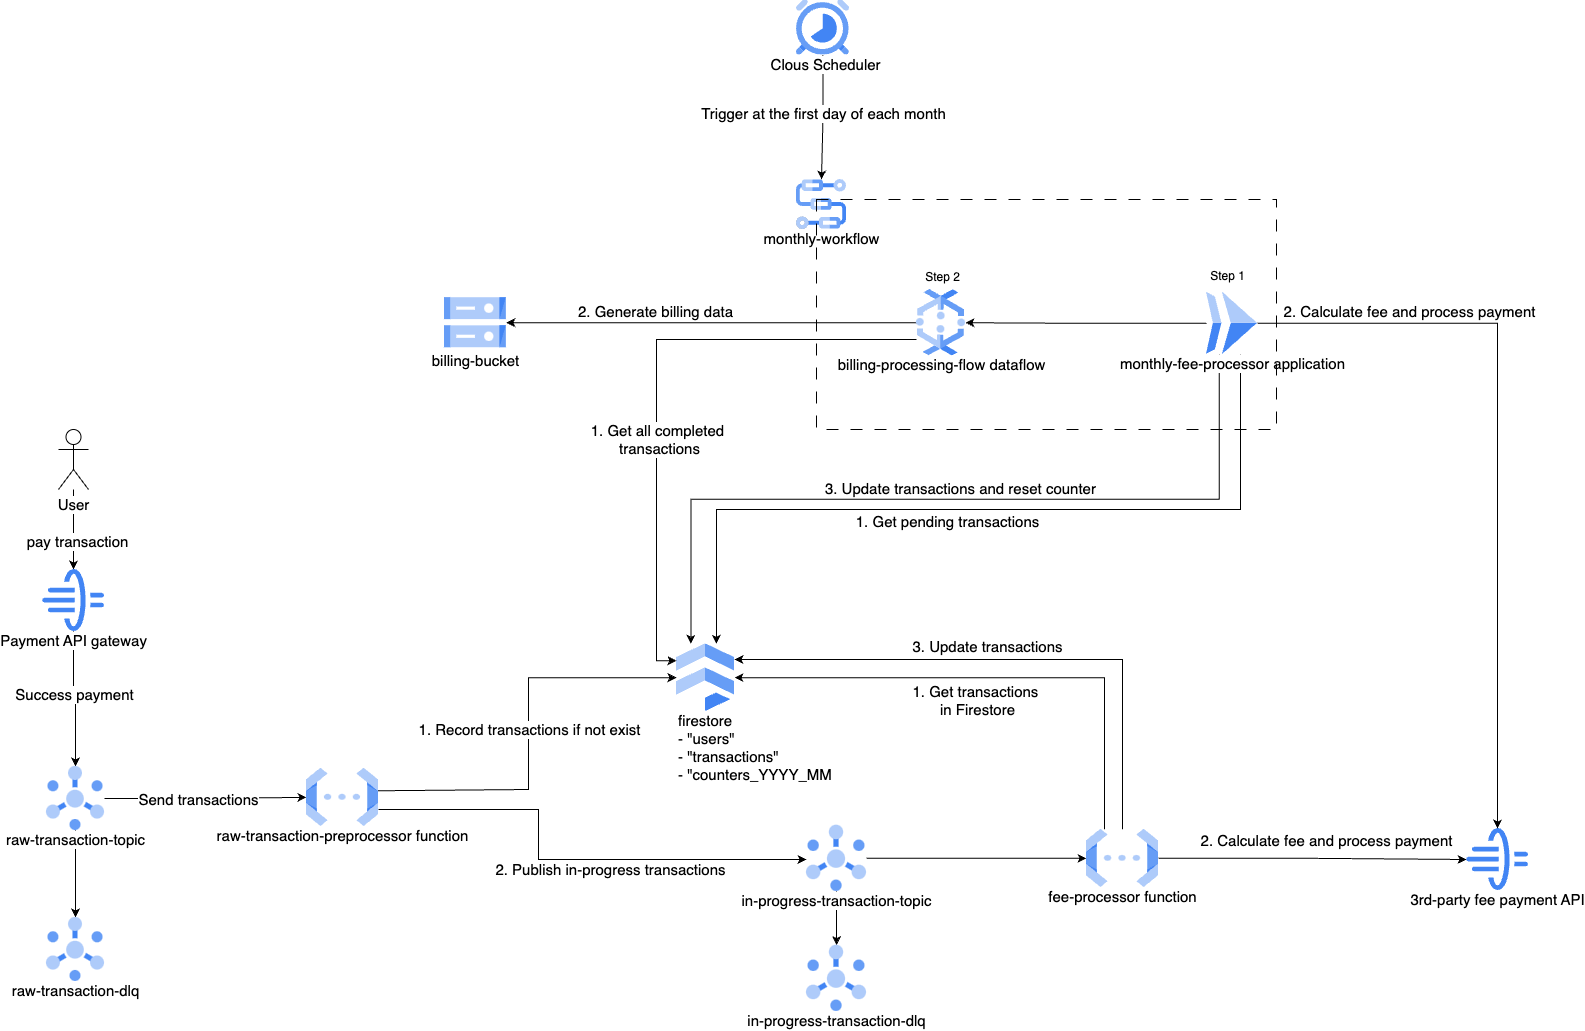 Clous Scheduler
Trigger at the first day of each month
monthly-workflow
Step 2
Step 1
2. Generate billing data
2. Calculate fee and process payment
billing-bucket
billing-processing-flow dataflow
monthly-fee-processor application
1. Get all completed
transactions
3. Update transactions and reset counter
1. Get pending transactions
User
pay transaction
Payment API gateway
Success payment
3. Update transactions
1. Get transactions
in Firestore
1. Record transactions if not exist
firestore
- "users"
- "transactions"
- "counters_YYYY_MM
Send transactions
raw-transaction-topic
raw-transaction-preprocessor function
2. Publish in-progress transactions
2. Calculate fee and process payment
in-progress-transaction-topic
fee-processor function
3rd-party fee payment API
raw-transaction-dlq
in-progress-transaction-dlq